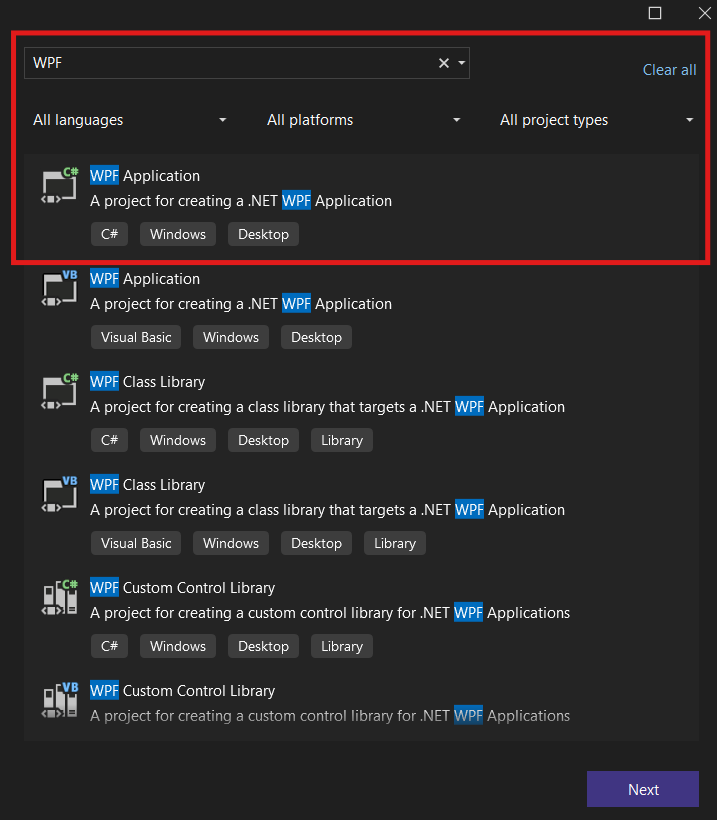 WPF
Clear all
All languages All platforms All project types
C#
WPF Application
A project for creating a .NET WPF Application
C# Windows Desktop
VB
WPF Application
A project for creating a .NET WPF Application
Visual Basic Windows Desktop
C#
WPF Class Library
A project for creating a class library that targets a .NET WPF Application
C# Windows Desktop Library
VB
WPF Class Library
A project for creating a class library that targets a .NET WPF Application
Visual Basic Windows Desktop Library
C#
WPF Custom Control Library
A project for creating a custom control library for .NET WPF Applications
C# Windows Desktop Library
VB
WPF Custom Control Library
A project for creating a custom control library for .NET WPF Applications
Next